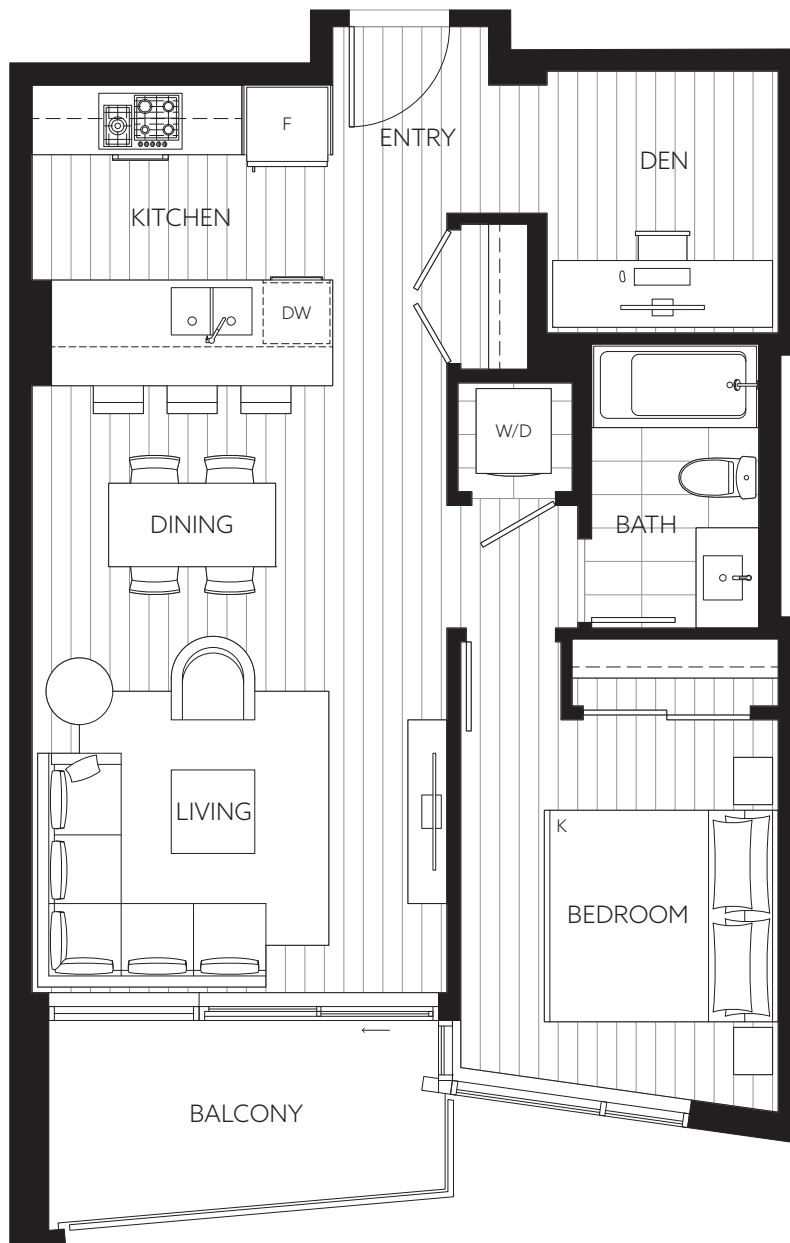 F
ENTRY
DEN
KITCHEN
DW
W/D
DINING
BATH
LIVING
K
BEDROOM
BALCONY